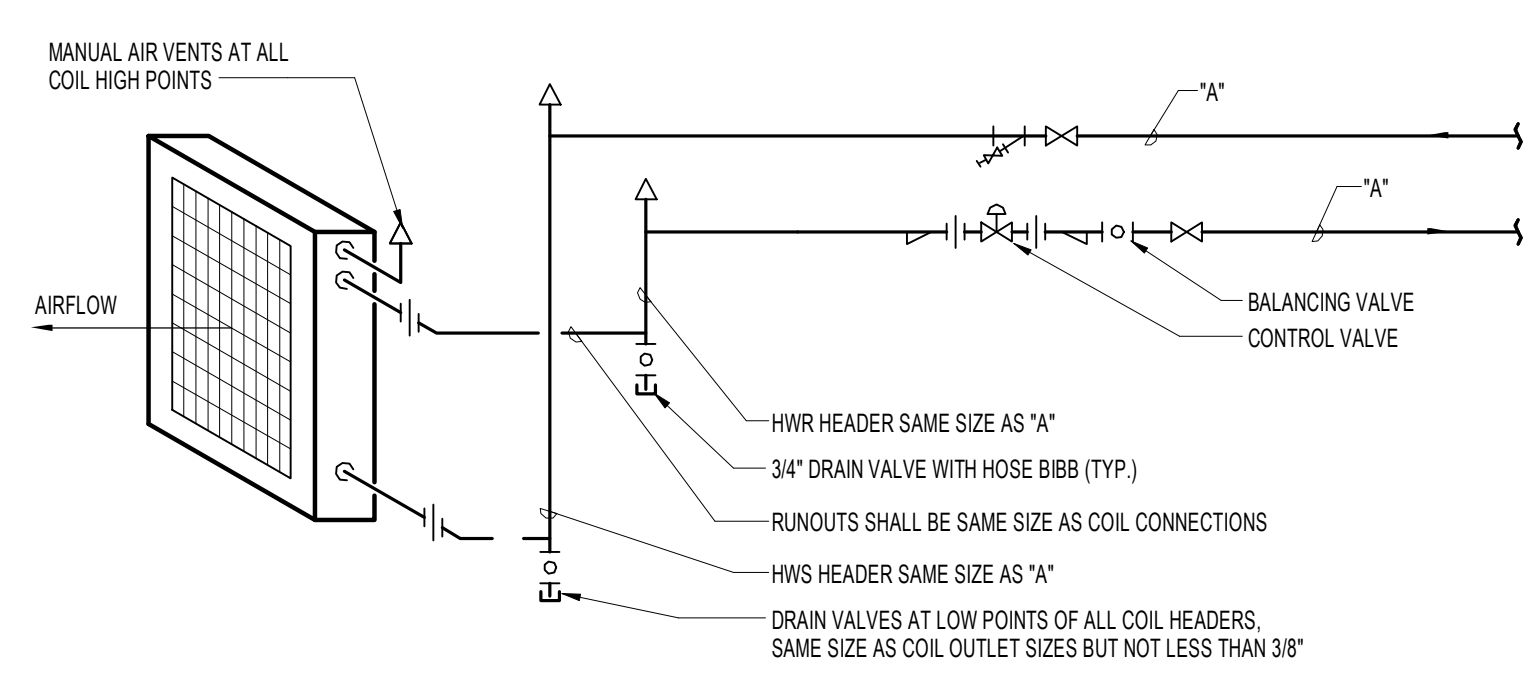 MANUAL AIR VENTS AT ALL
COIL HIGH POINTS
"A"
"A"
AIRFLOW
BALANCING VALVE
CONTROL VALVE
HWR HEADER SAME SIZE AS "A"
3/4" DRAIN VALVE WITH HOSE BIBB (TYP.)
RUNOUTS SHALL BE SAME SIZE AS COIL CONNECTIONS
HWS HEADER SAME SIZE AS "A"
DRAIN VALVES AT LOW POINTS OF ALL COIL HEADERS,
SAME SIZE AS COIL OUTLET SIZES BUT NOT LESS THAN 3/8"